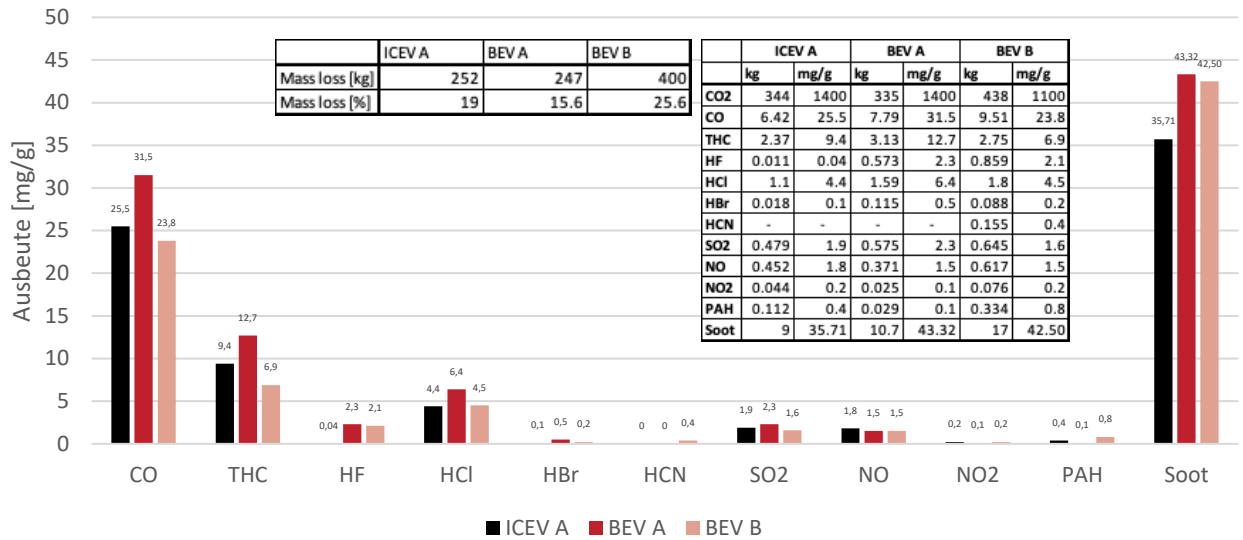 50
45
40
35
30
25
20
15
10
5
0
Ausbeute [mg/g]
ICEV A BEV A BEV B
Mass loss [kg] 252 247 400
Mass loss [%] 19 15.6 25.6
ICEV A BEV A BEV B
kg mg/g kg mg/g kg mg/g
CO2 344 1400 335 1400 438 1100
CO 6.42 25.5 7.79 31.5 9.51 23.8
THC 2.37 9.4 3.13 12.7 2.75 6.9
HF 0.011 0.04 0.573 2.3 0.859 2.1
HCl 1.1 4.4 1.59 6.4 1.8 4.5
HBr 0.018 0.1 0.115 0.5 0.088 0.2
HCN - - - - 0.155 0.4
SO2 0.479 1.9 0.575 2.3 0.645 1.6
NO 0.452 1.8 0.371 1.5 0.617 1.5
NO2 0.044 0.2 0.025 0.1 0.076 0.2
PAH 0.112 0.4 0.029 0.1 0.334 0.8
Soot 9 35.71 10.7 43.32 17 42.50
25,5 31,5 23,8
9,4 12,7 6,9
0,04 2,3 2,1
4,4 6,4 4,5
0,1 0,5 0,2
0 0 0,4
1,9 2,3 1,6
1,8 1,5 1,5
0,2 0,1 0,2
0,4 0,1 0,8
35,71 43,32 42,50
CO THC HF HCl HBr HCN SO2 NO NO2 PAH Soot
ICEV A BEV A BEV B